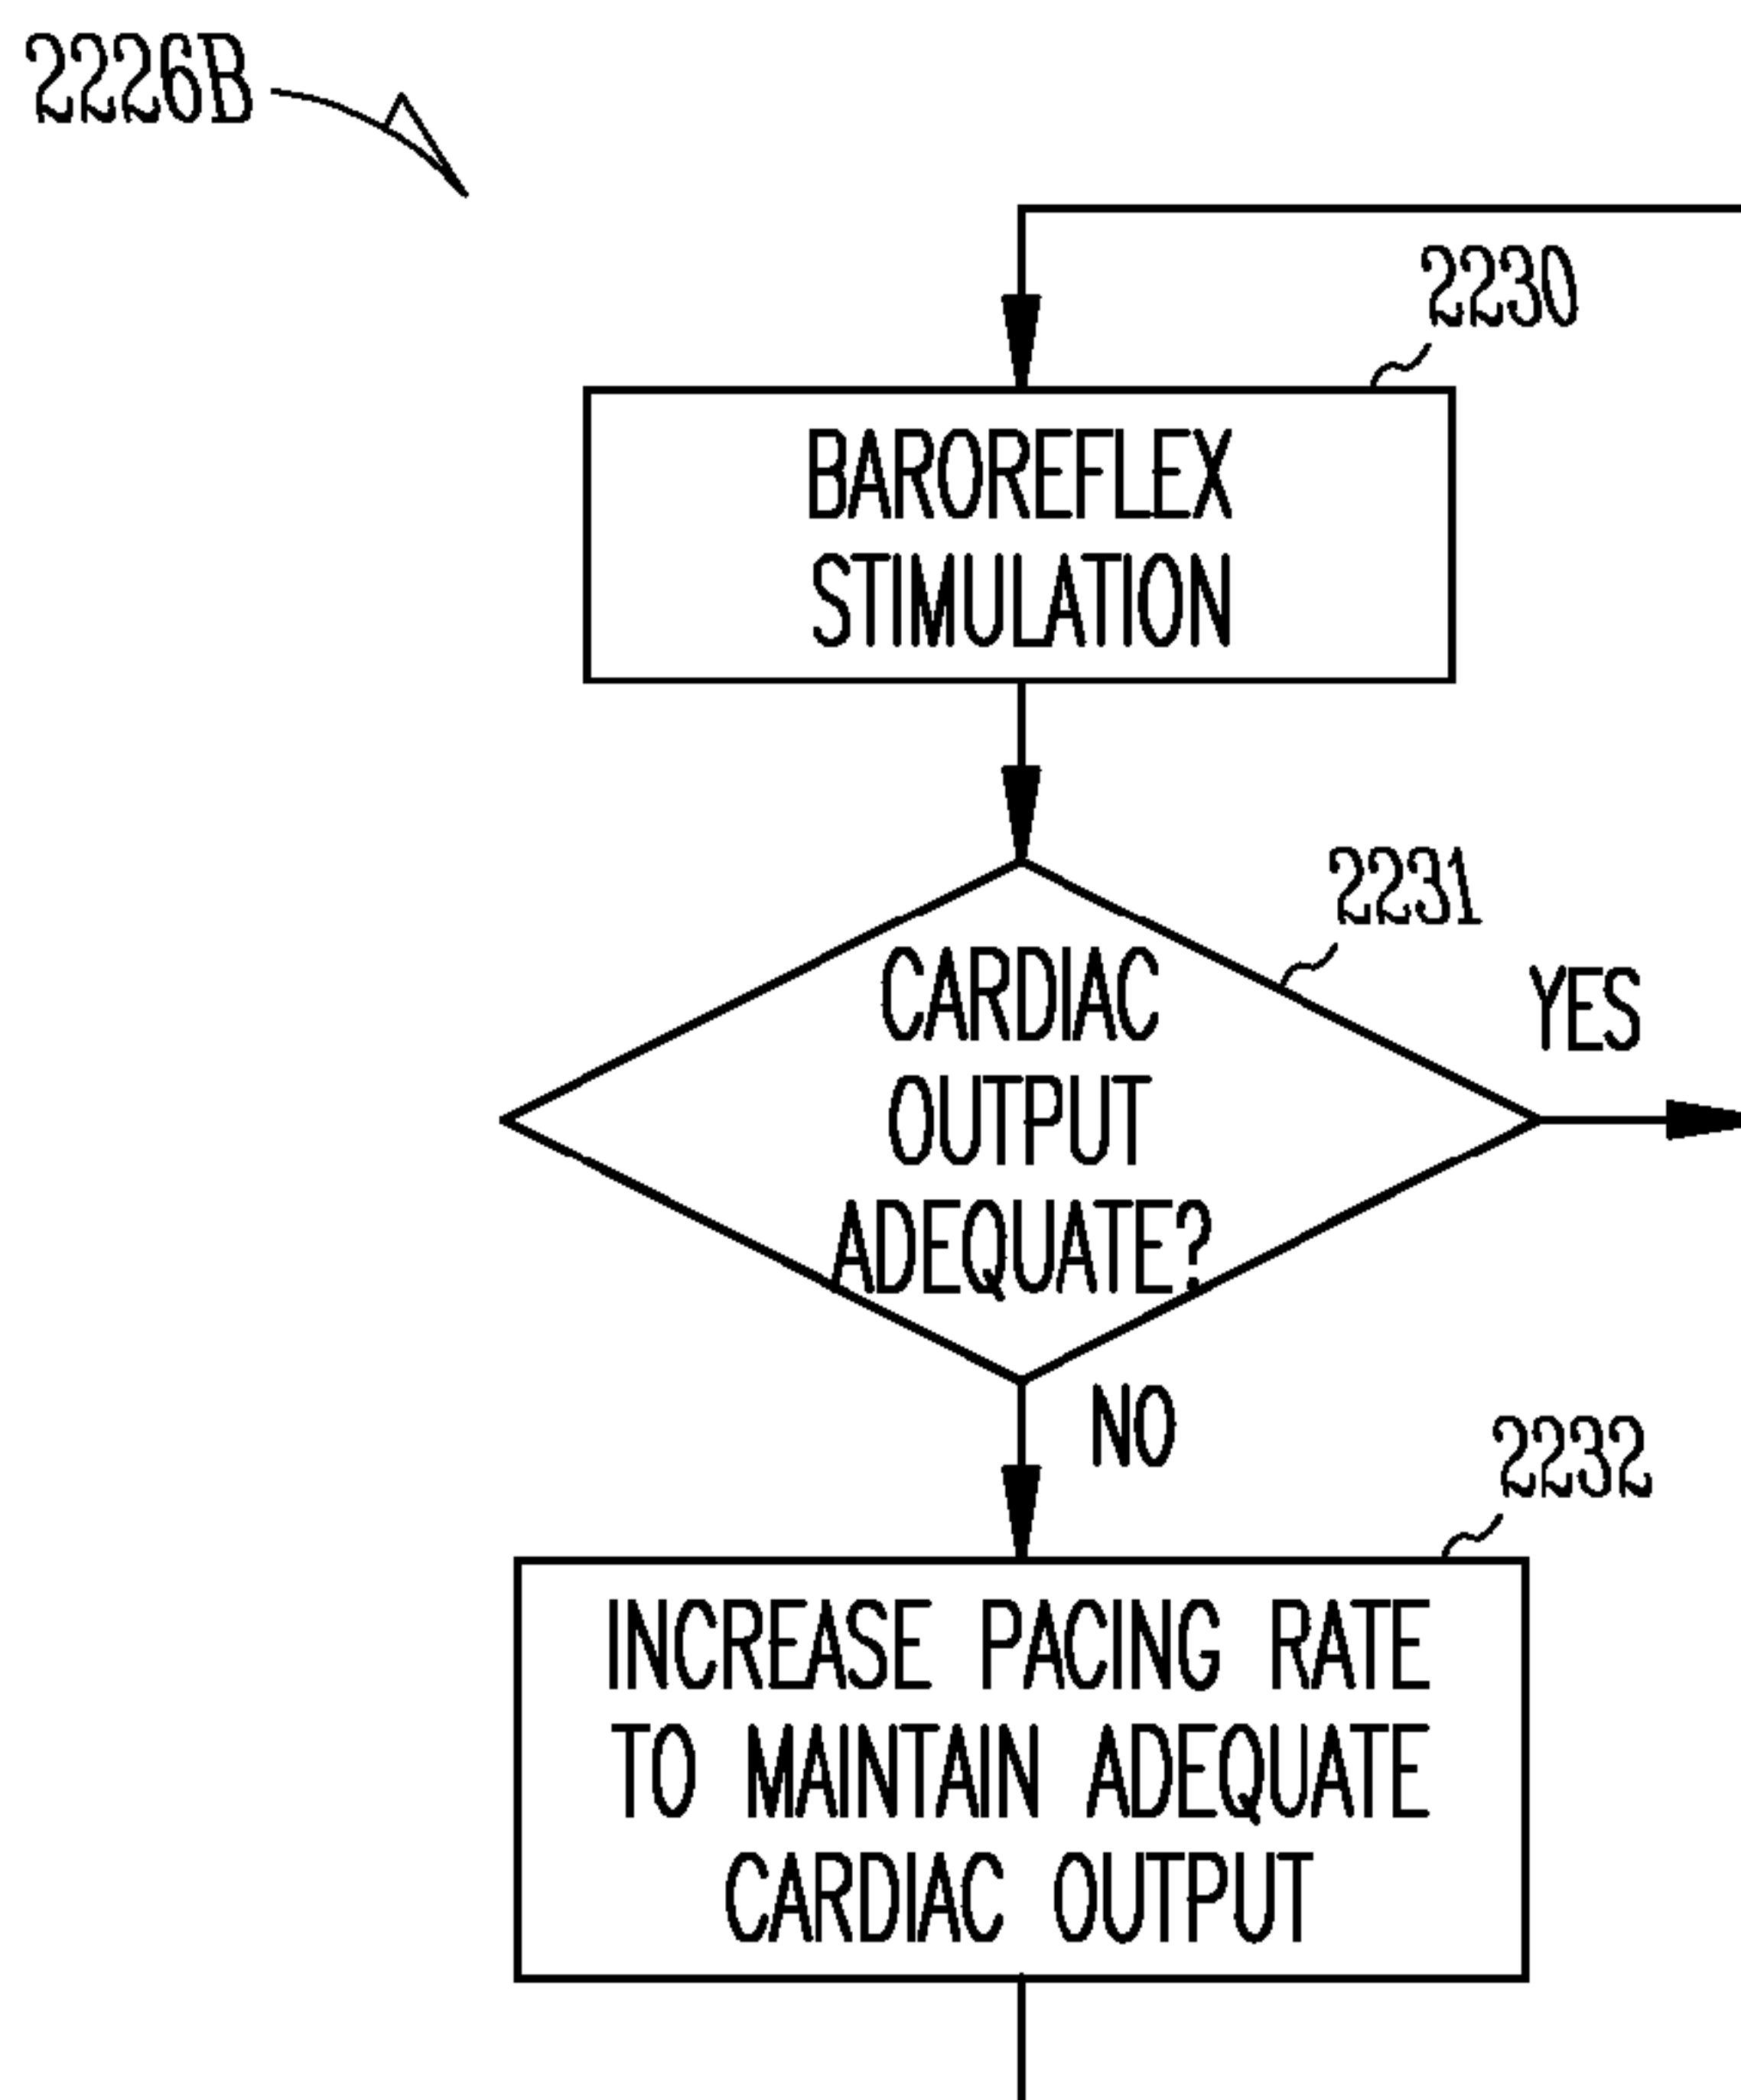 2226B
2230
BAROREFLEX
STIMULATION
2231
CARDIAC
OUTPUT
ADEQUATE?
YES
NO
2232
INCREASE PACING RATE
TO MAINTAIN ADEQUATE
CARDIAC OUTPUT